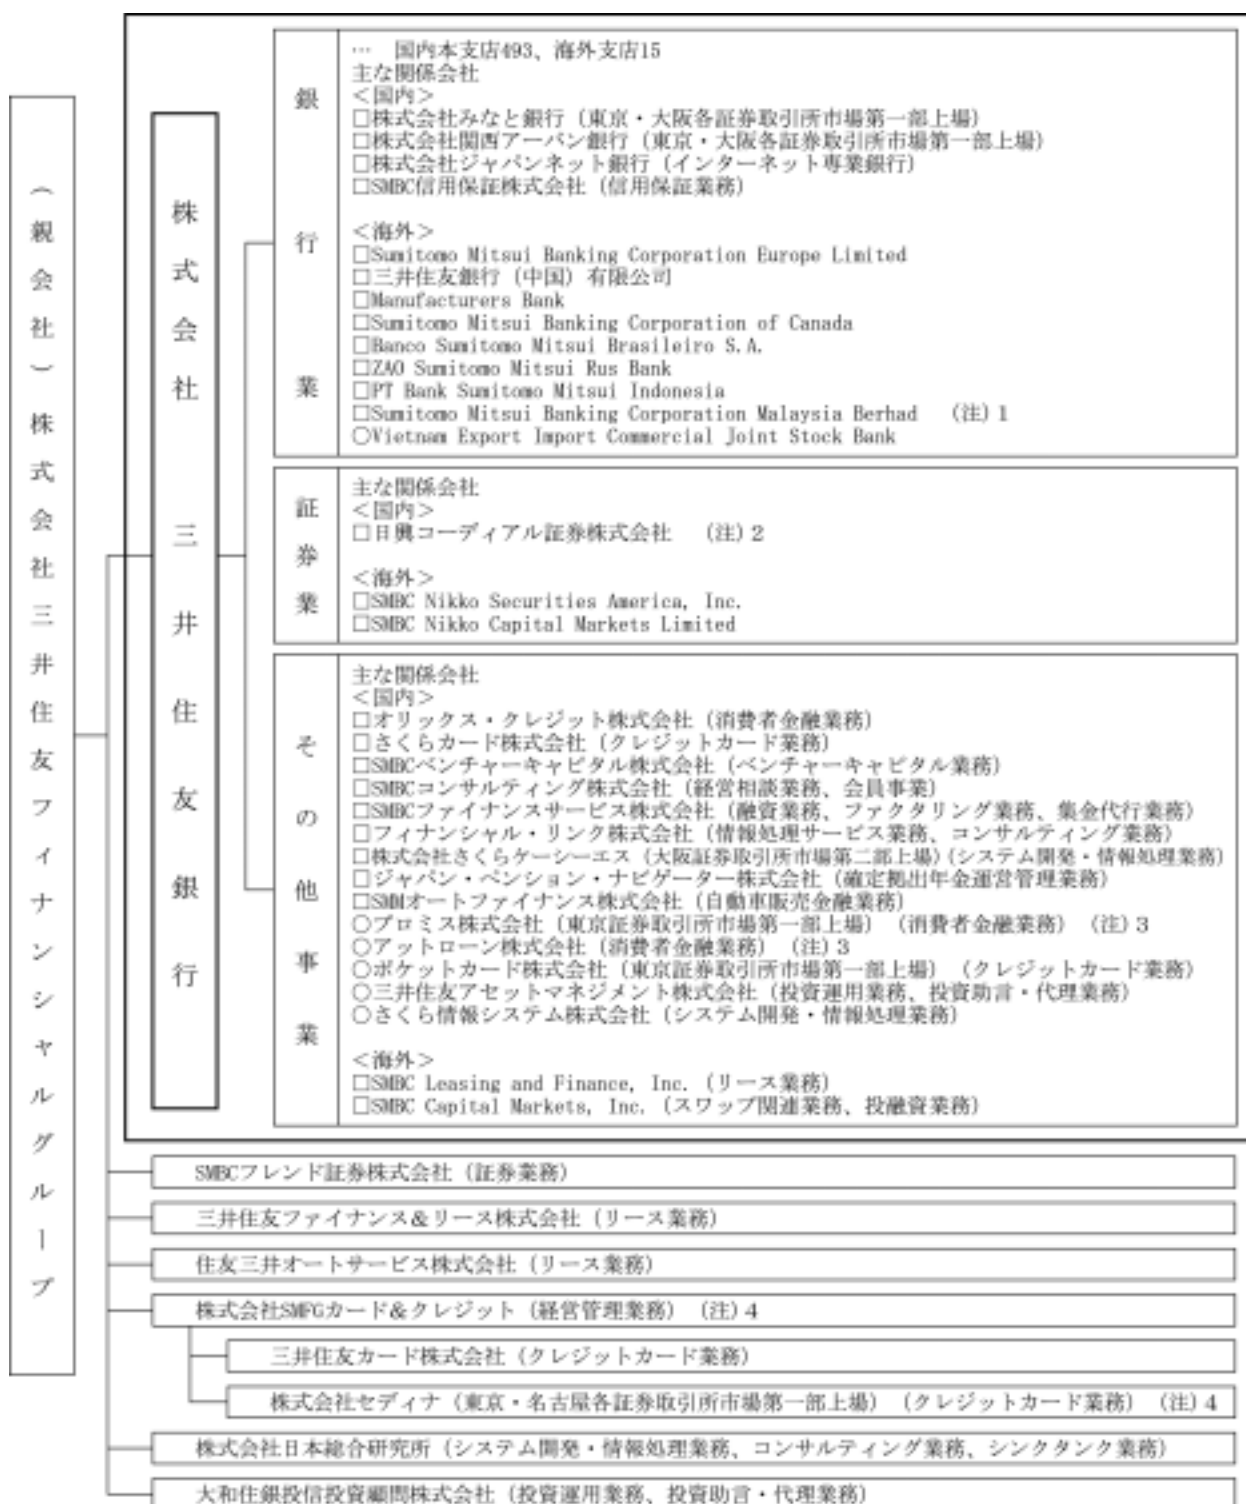 (親会社)株式会社三井住友フィナンシャルグループ
株式会社三井住友銀行
銀行業
… 国内本支店493、海外支店15
主な関係会社
<国内>
□株式会社みなと銀行(東京・大阪各証券取引所市場第一部上場)
□株式会社関西アーバン銀行(東京・大阪各証券取引所市場第一部上場)
□株式会社ジャパンネット銀行(インターネット専業銀行)
□SMBC信用保証株式会社(信用保証業務)
<海外>
□Sumitomo Mitsui Banking Corporation Europe Limited
□三井住友銀行(中国)有限公司
□Manufacturers Bank
□Sumitomo Mitsui Banking Corporation of Canada
□Banco Sumitomo Mitsui Brasileiro S.A.
□ZAO Sumitomo Mitsui Rus Bank
□PT Bank Sumitomo Mitsui Indonesia
□Sumitomo Mitsui Banking Corporation Malaysia Berhad (注)1
○Vietnam Export Import Commercial Joint Stock Bank
証券業
主な関係会社
<国内>
□日興コーディアル証券株式会社 (注)2
<海外>
□SMBC Nikko Securities America, Inc.
□SMBC Nikko Capital Markets Limited
その他事業
主な関係会社
<国内>
□オリックス・クレジット株式会社(消費者金融業務)
□さくらカード株式会社(クレジットカード業務)
□SMBCベンチャーキャピタル株式会社(ベンチャーキャピタル業務)
□SMBCコンサルティング株式会社(経営相談業務、会員事業)
□SMBCファイナンスサービス株式会社(融資業務、ファクタリング業務、集金代行業務)
□フィナンシャル・リンク株式会社(情報処理サービス業務、コンサルティング業務)
□株式会社さくらケーシーエス(大阪証券取引所市場第二部上場)(システム開発・情報処理業務)
□ジャパン・ペンション・ナビゲーター株式会社(確定拠出年金運営管理業務)
□SMMオートファイナンス株式会社(自動車販売金融業務)
○プロミス株式会社(東京証券取引所市場第一部上場)(消費者金融業務)(注)3
○アットローン株式会社(消費者金融業務)(注)3
○ポケットカード株式会社(東京証券取引所市場第一部上場)(クレジットカード業務)
○三井住友アセットマネジメント株式会社(投資運用業務、投資助言・代理業務)
○さくら情報システム株式会社(システム開発・情報処理業務)
<海外>
□SMBC Leasing and Finance, Inc.(リース業務)
□SMBC Capital Markets, Inc.(スワップ関連業務、投融資業務)
SMBCフレンド証券株式会社(証券業務)
三井住友ファイナンス&リース株式会社(リース業務)
住友三井オートサービス株式会社(リース業務)
株式会社SMFGカード&クレジット(経営管理業務)(注)4
三井住友カード株式会社(クレジットカード業務)
株式会社セディナ(東京・名古屋各証券取引所市場第一部上場)(クレジットカード業務)(注)4
株式会社日本総合研究所(システム開発・情報処理業務、コンサルティング業務、シンクタンク業務)
大和住銀投信投資顧問株式会社(投資運用業務、投資助言・代理業務)